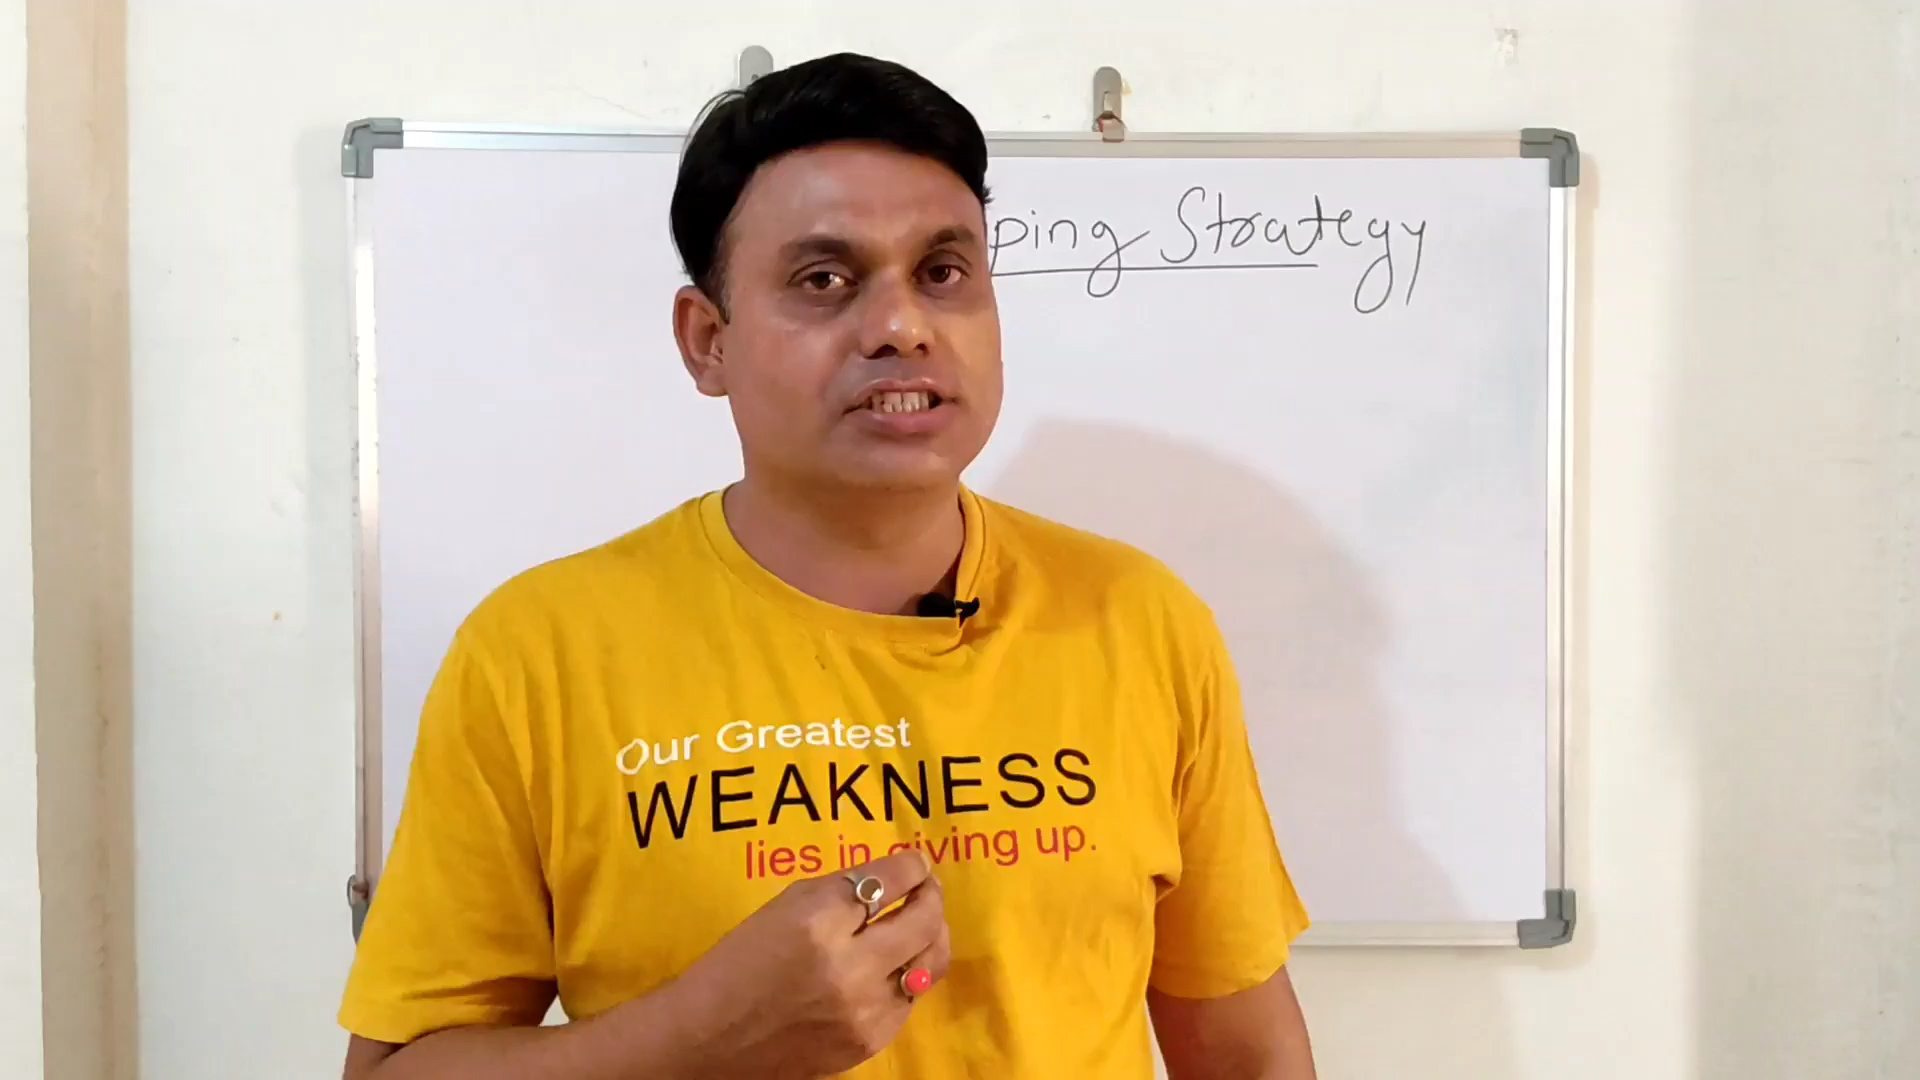 ping Strategy
Our Greatest
WEAKNESS
lies in giving up.